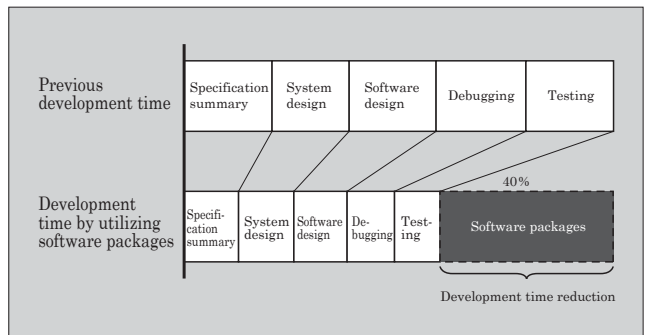 Previous
development time
Specification
summary
System
design
Software
design
Debugging
Testing
40%
Development
time by utilizing
software packages
Specifi-
cation
summary
System
design
Software
design
De-
bugging
Test-
ing
Software packages
Development time reduction